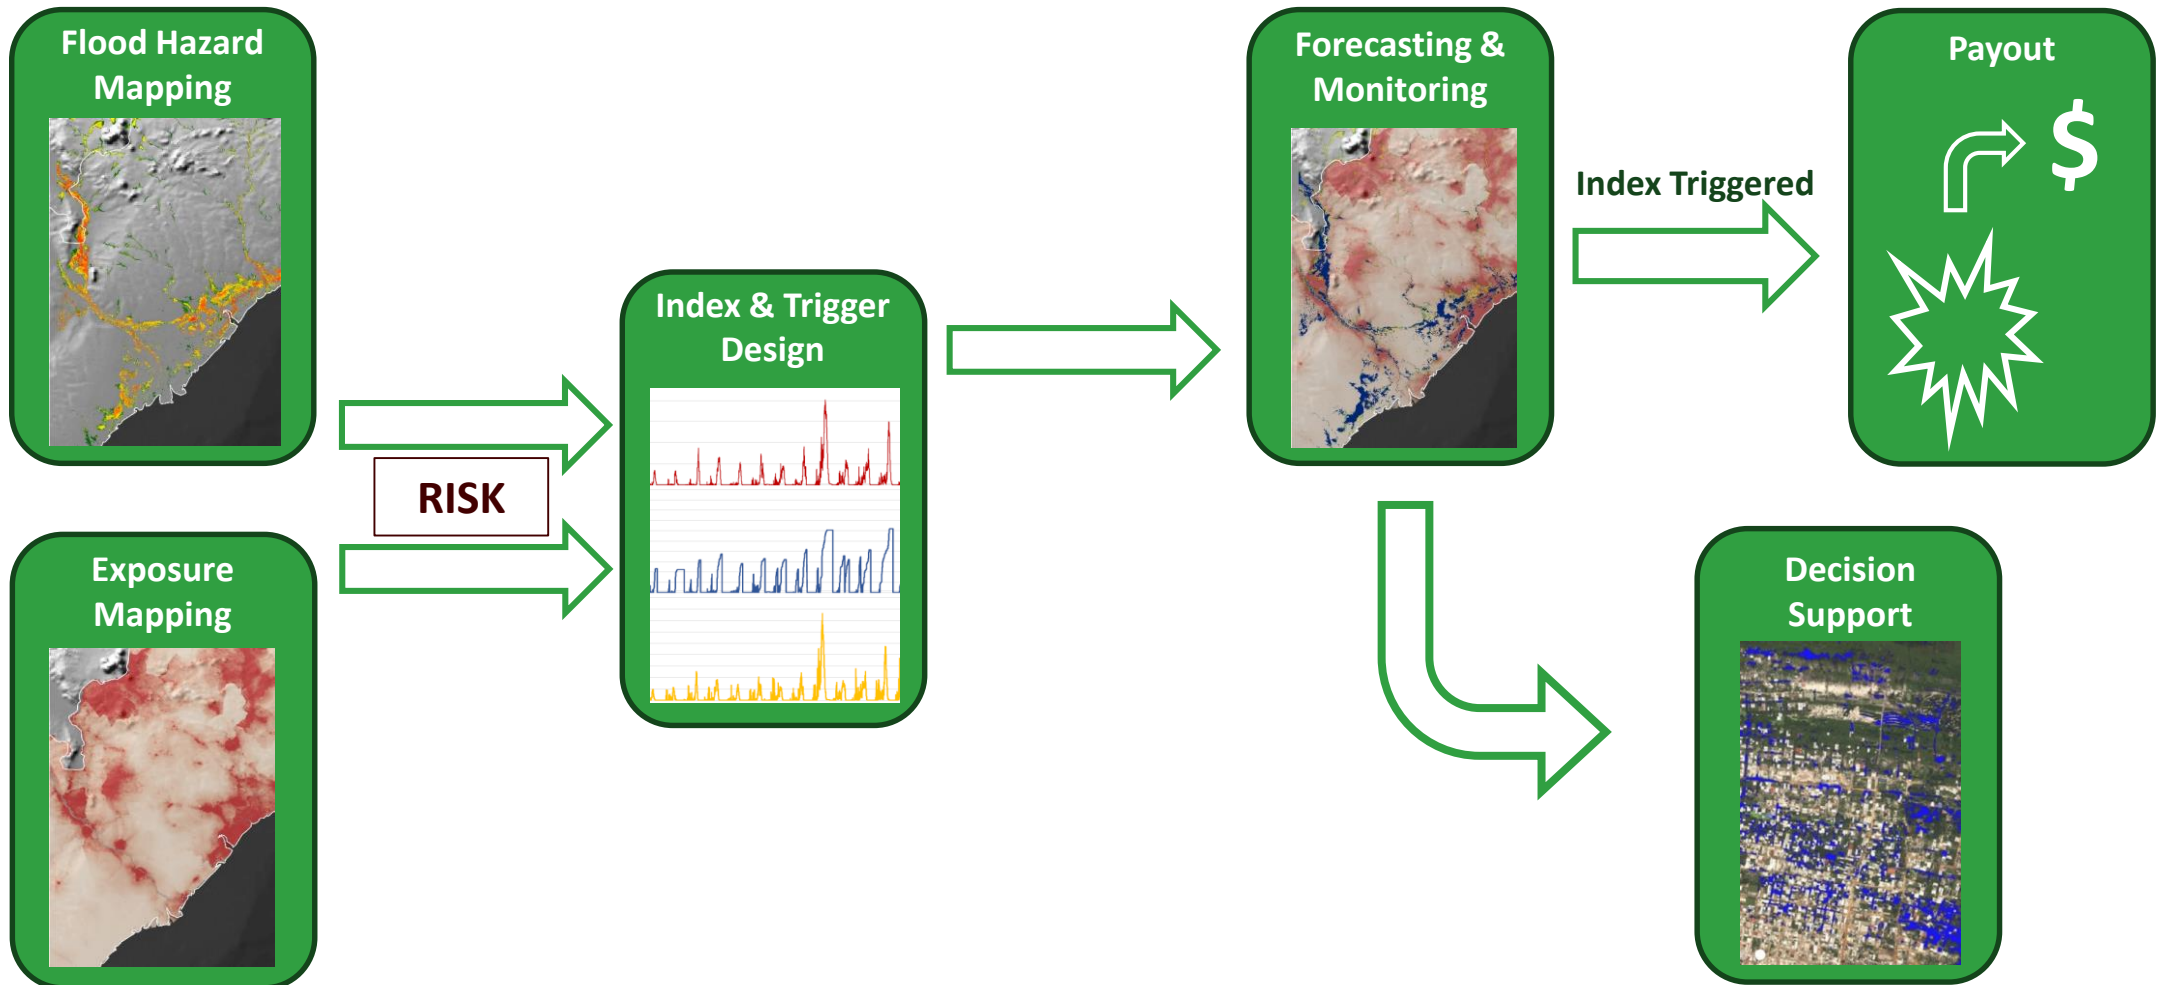 Flood Hazard
Mapping
Exposure
Mapping
RISK
Index & Trigger
Design
Forecasting &
Monitoring
Index Triggered
Payout
$
Decision
Support